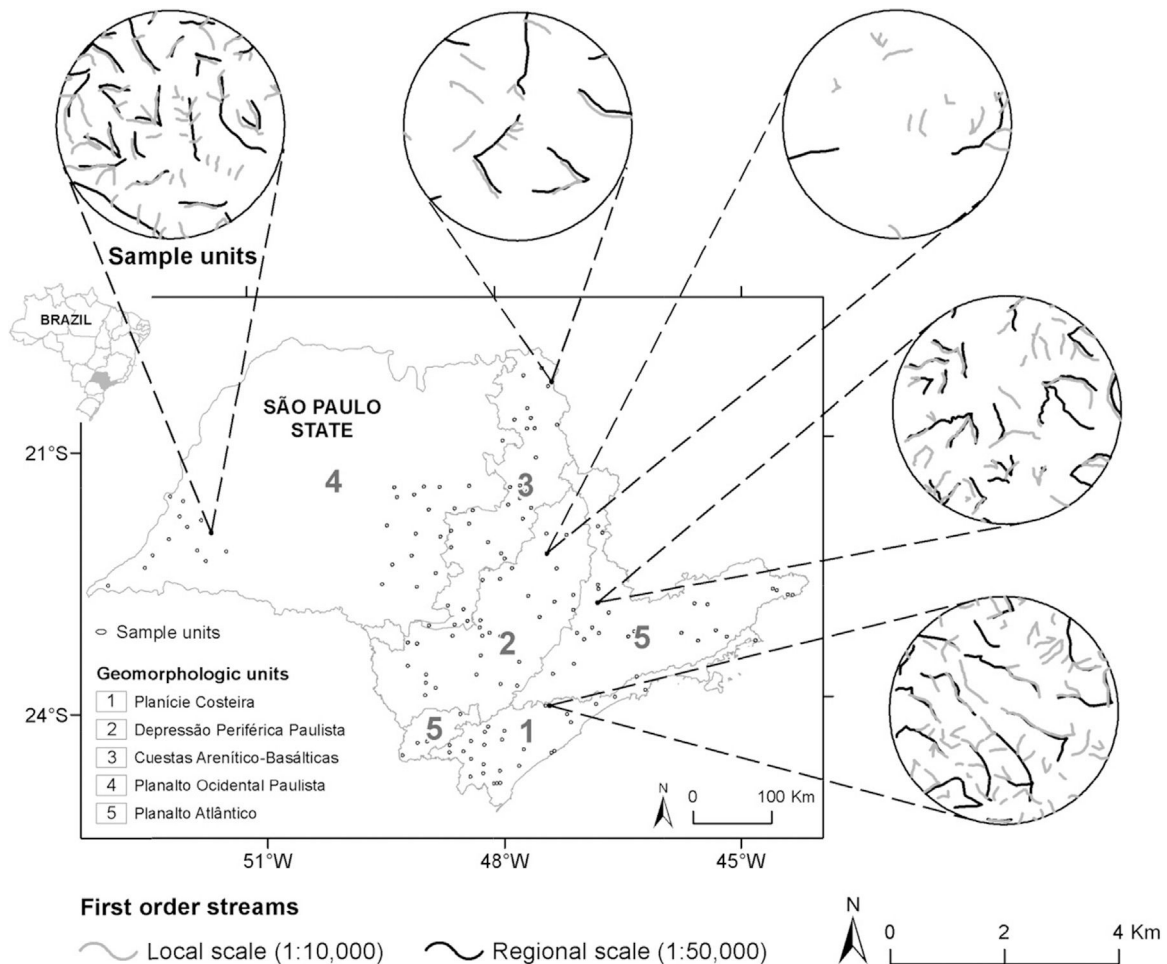 Sample units
BRAZIL
SÃO PAULO
STATE
21°S
24°S
4
3
2
5
5
1
Sample units
Geomorphologic units
1 Planície Costeira
2 Depressão Periférica Paulista
3 Cuestas Arenítico-Basálticas
4 Planalto Ocidental Paulista
5 Planalto Atlântico
N
0 100 Km
51°W 48°W 45°W
First order streams
Local scale (1:10,000) Regional scale (1:50,000)
N
0 2 4 Km